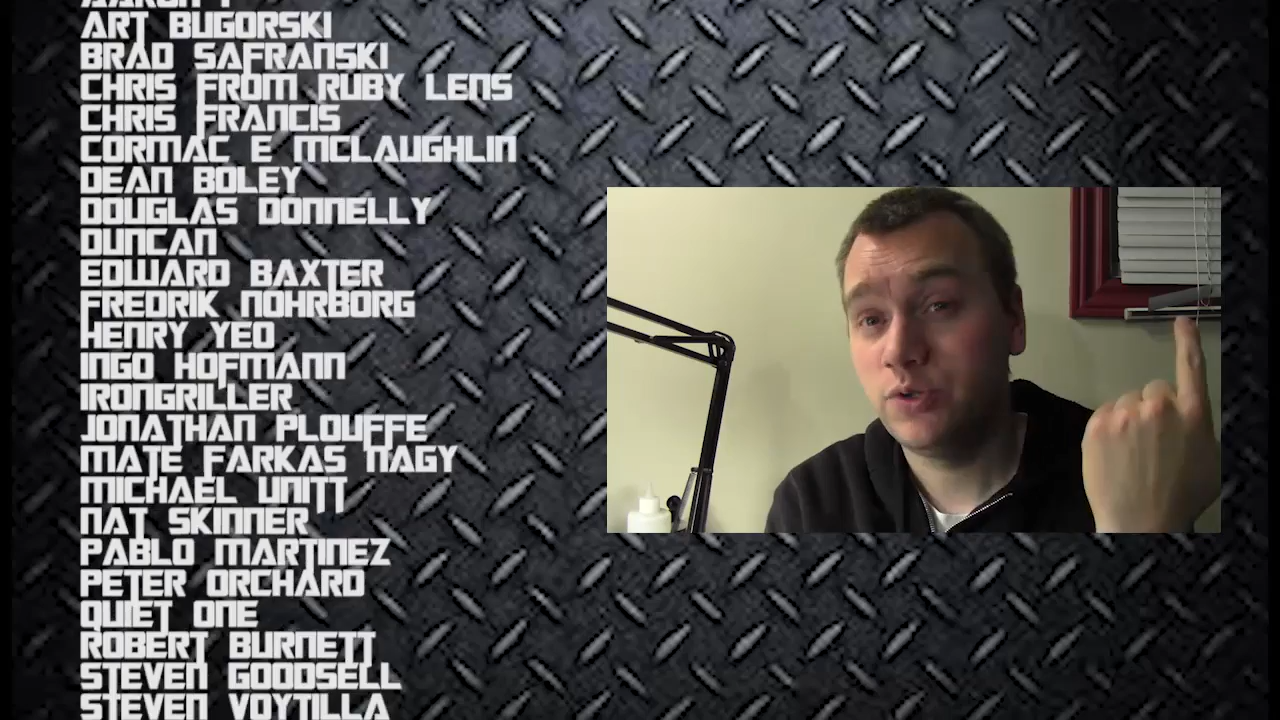 ART BUGORSKI
BRAD SAFRANSKI
CHRIS FROM RUBY LENS
CHRIS FRANCIS
CORMAC E MCLAUGHLIN
DEAN BOLEY
DOUGLAS DONNELLY
DUNCAN
EDWARD BAXTER
FREDRIK NOHRBORG
HENRY YEO
INGO HOFMANN
IRONGRILLER
JONATHAN PLOUFFE
MATE FARKAS NAGY
MICHAEL UNITT
NAT SKINNER
PABLO MARTINEZ
PETER ORCHARD
QUIET ONE
ROBERT BURNETT
STEVEN GOODSELL
STEVEN VOYTILLA